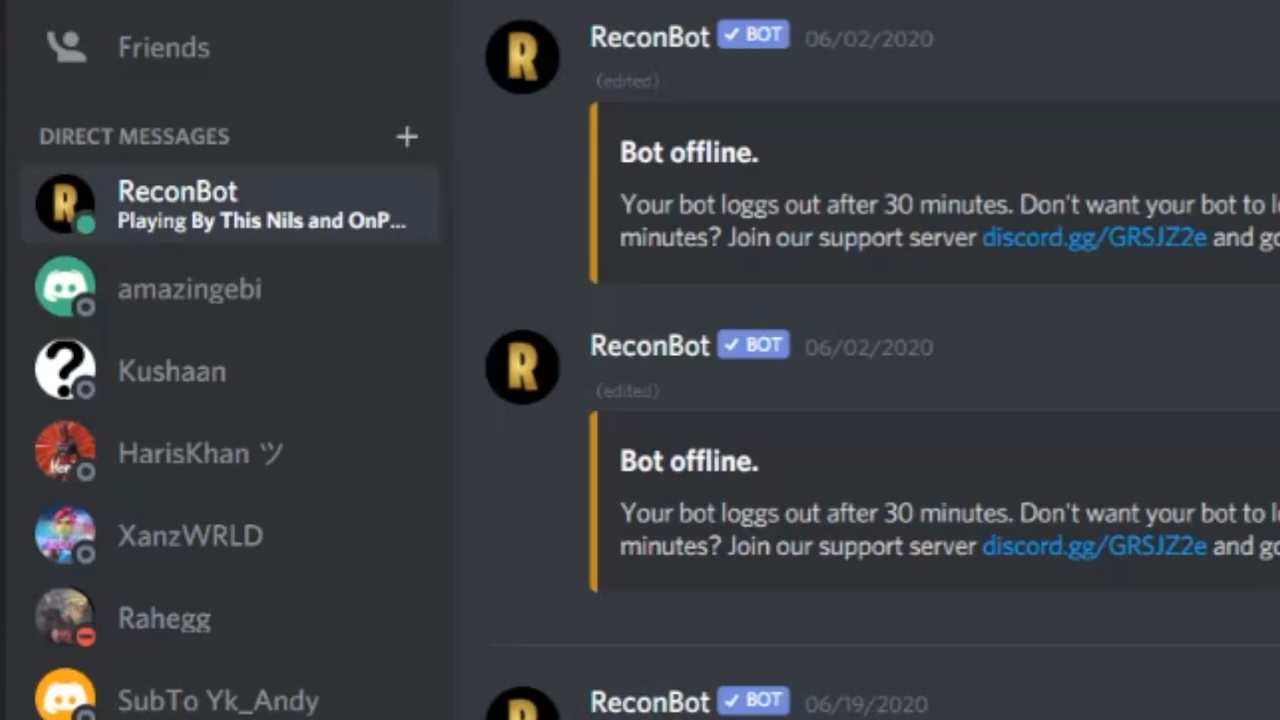 Friends
DIRECT MESSAGES +
ReconBot
Playing By This Nils and OnP...
amazingebi
Kushaan
HarisKhan ツ
XanzWRLD
Rahegg
SubTo Yk_Andy
ReconBot ✓ BOT 06/02/2020
(edited)
Bot offline.
Your bot loggs out after 30 minutes. Don't want your bot to
minutes? Join our support server discord.gg/GRSJZ2e and
ReconBot ✓ BOT 06/02/2020
(edited)
Bot offline.
Your bot loggs out after 30 minutes. Don't want your bot to
minutes? Join our support server discord.gg/GRSJZ2e and
ReconBot ✓ BOT 06/19/2020